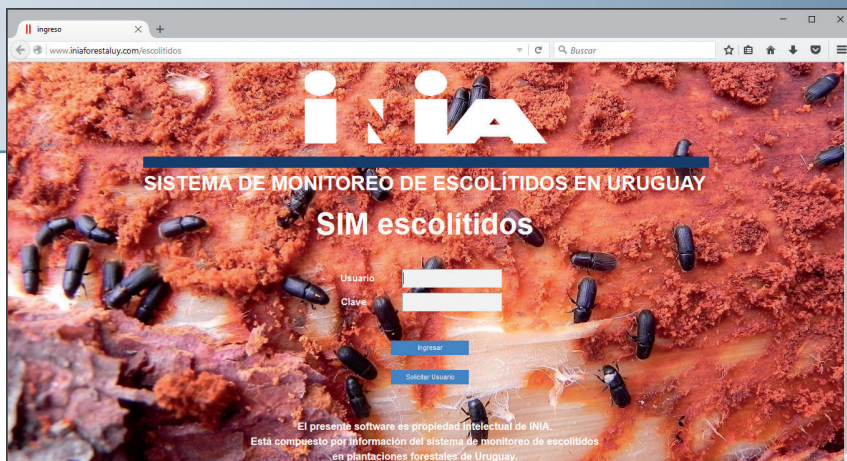 ingreso
www.iniaforestaluy.com/escolitidos
Buscar
INIA
SISTEMA DE MONITOREO DE ESCOLÍTIDOS EN URUGUAY
SIM escolítidos
Usuario
Clave
Ingresar
Solicitar Usuario
El presente software es propiedad intelectual de INIA.
Está compuesto por información del sistema de monitoreo de escolítidos
en plantaciones forestales de Uruguay.